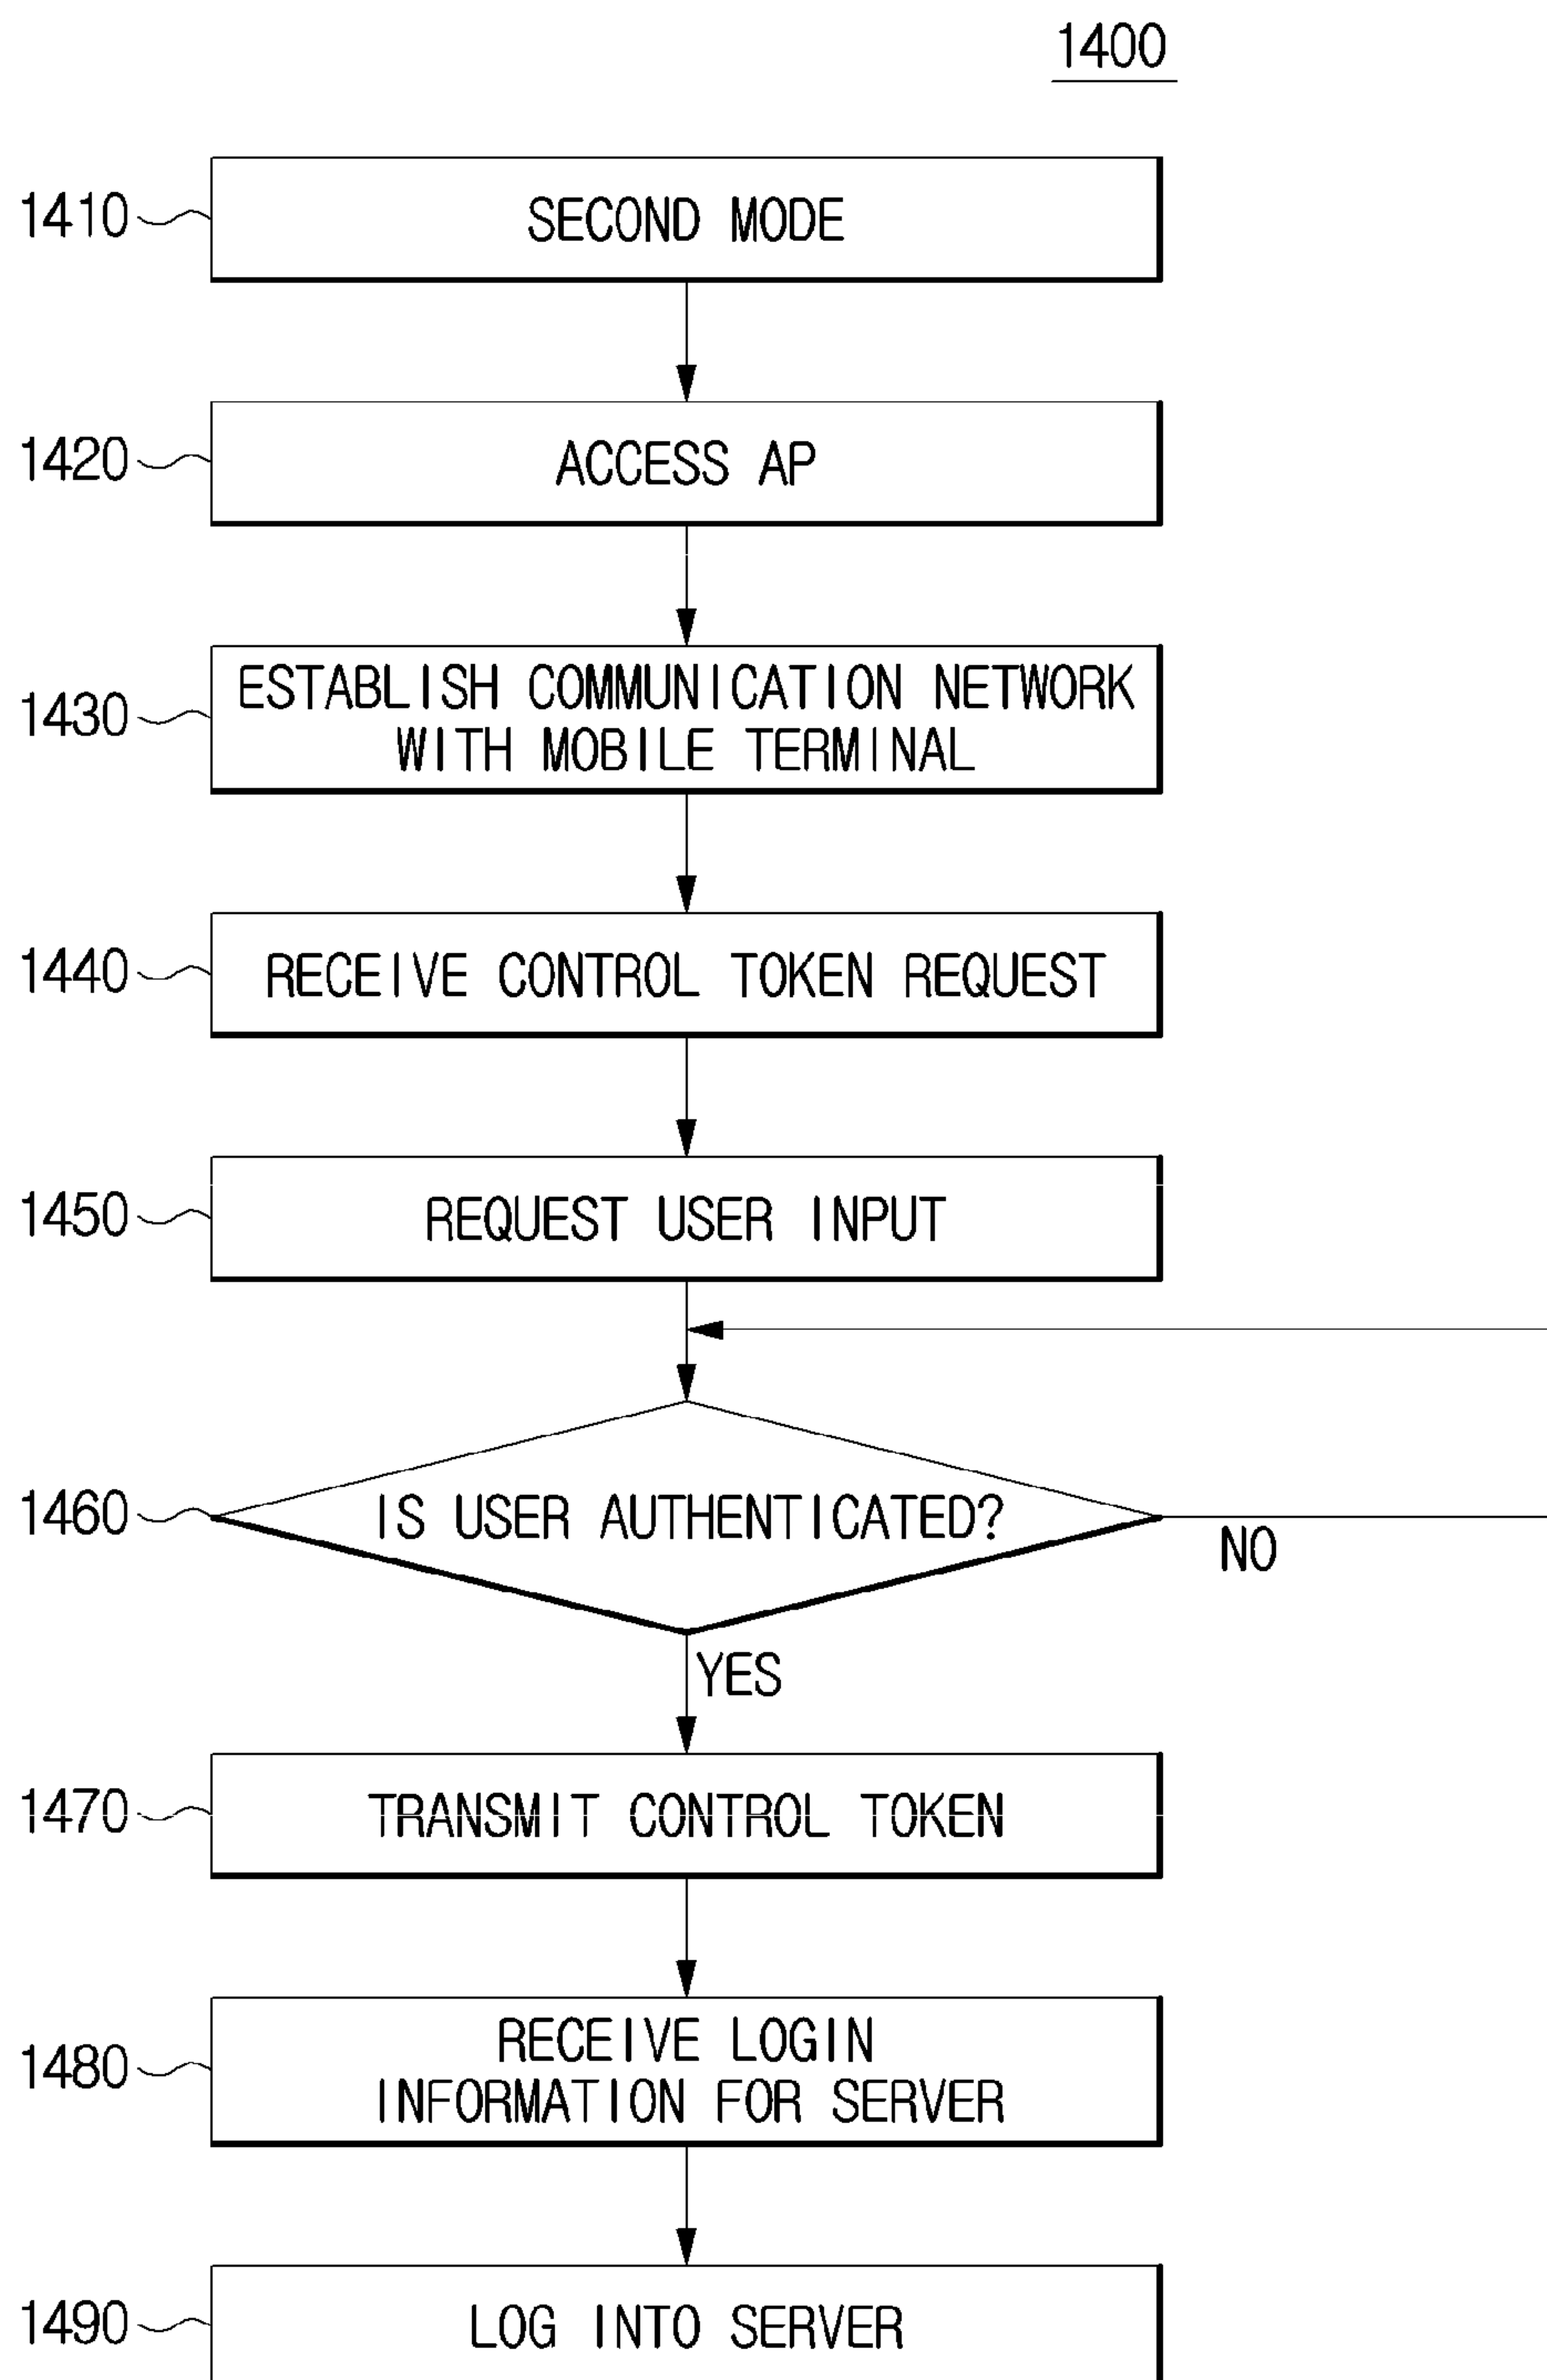 1400
1410
SECOND MODE
1420
ACCESS AP
1430
ESTABLISH COMMUNICATION NETWORK
WITH MOBILE TERMINAL
1440
RECEIVE CONTROL TOKEN REQUEST
1450
REQUEST USER INPUT
1460
IS USER AUTHENTICATED?
NO
YES
1470
TRANSMIT CONTROL TOKEN
1480
RECEIVE LOGIN
INFORMATION FOR SERVER
1490
LOG INTO SERVER